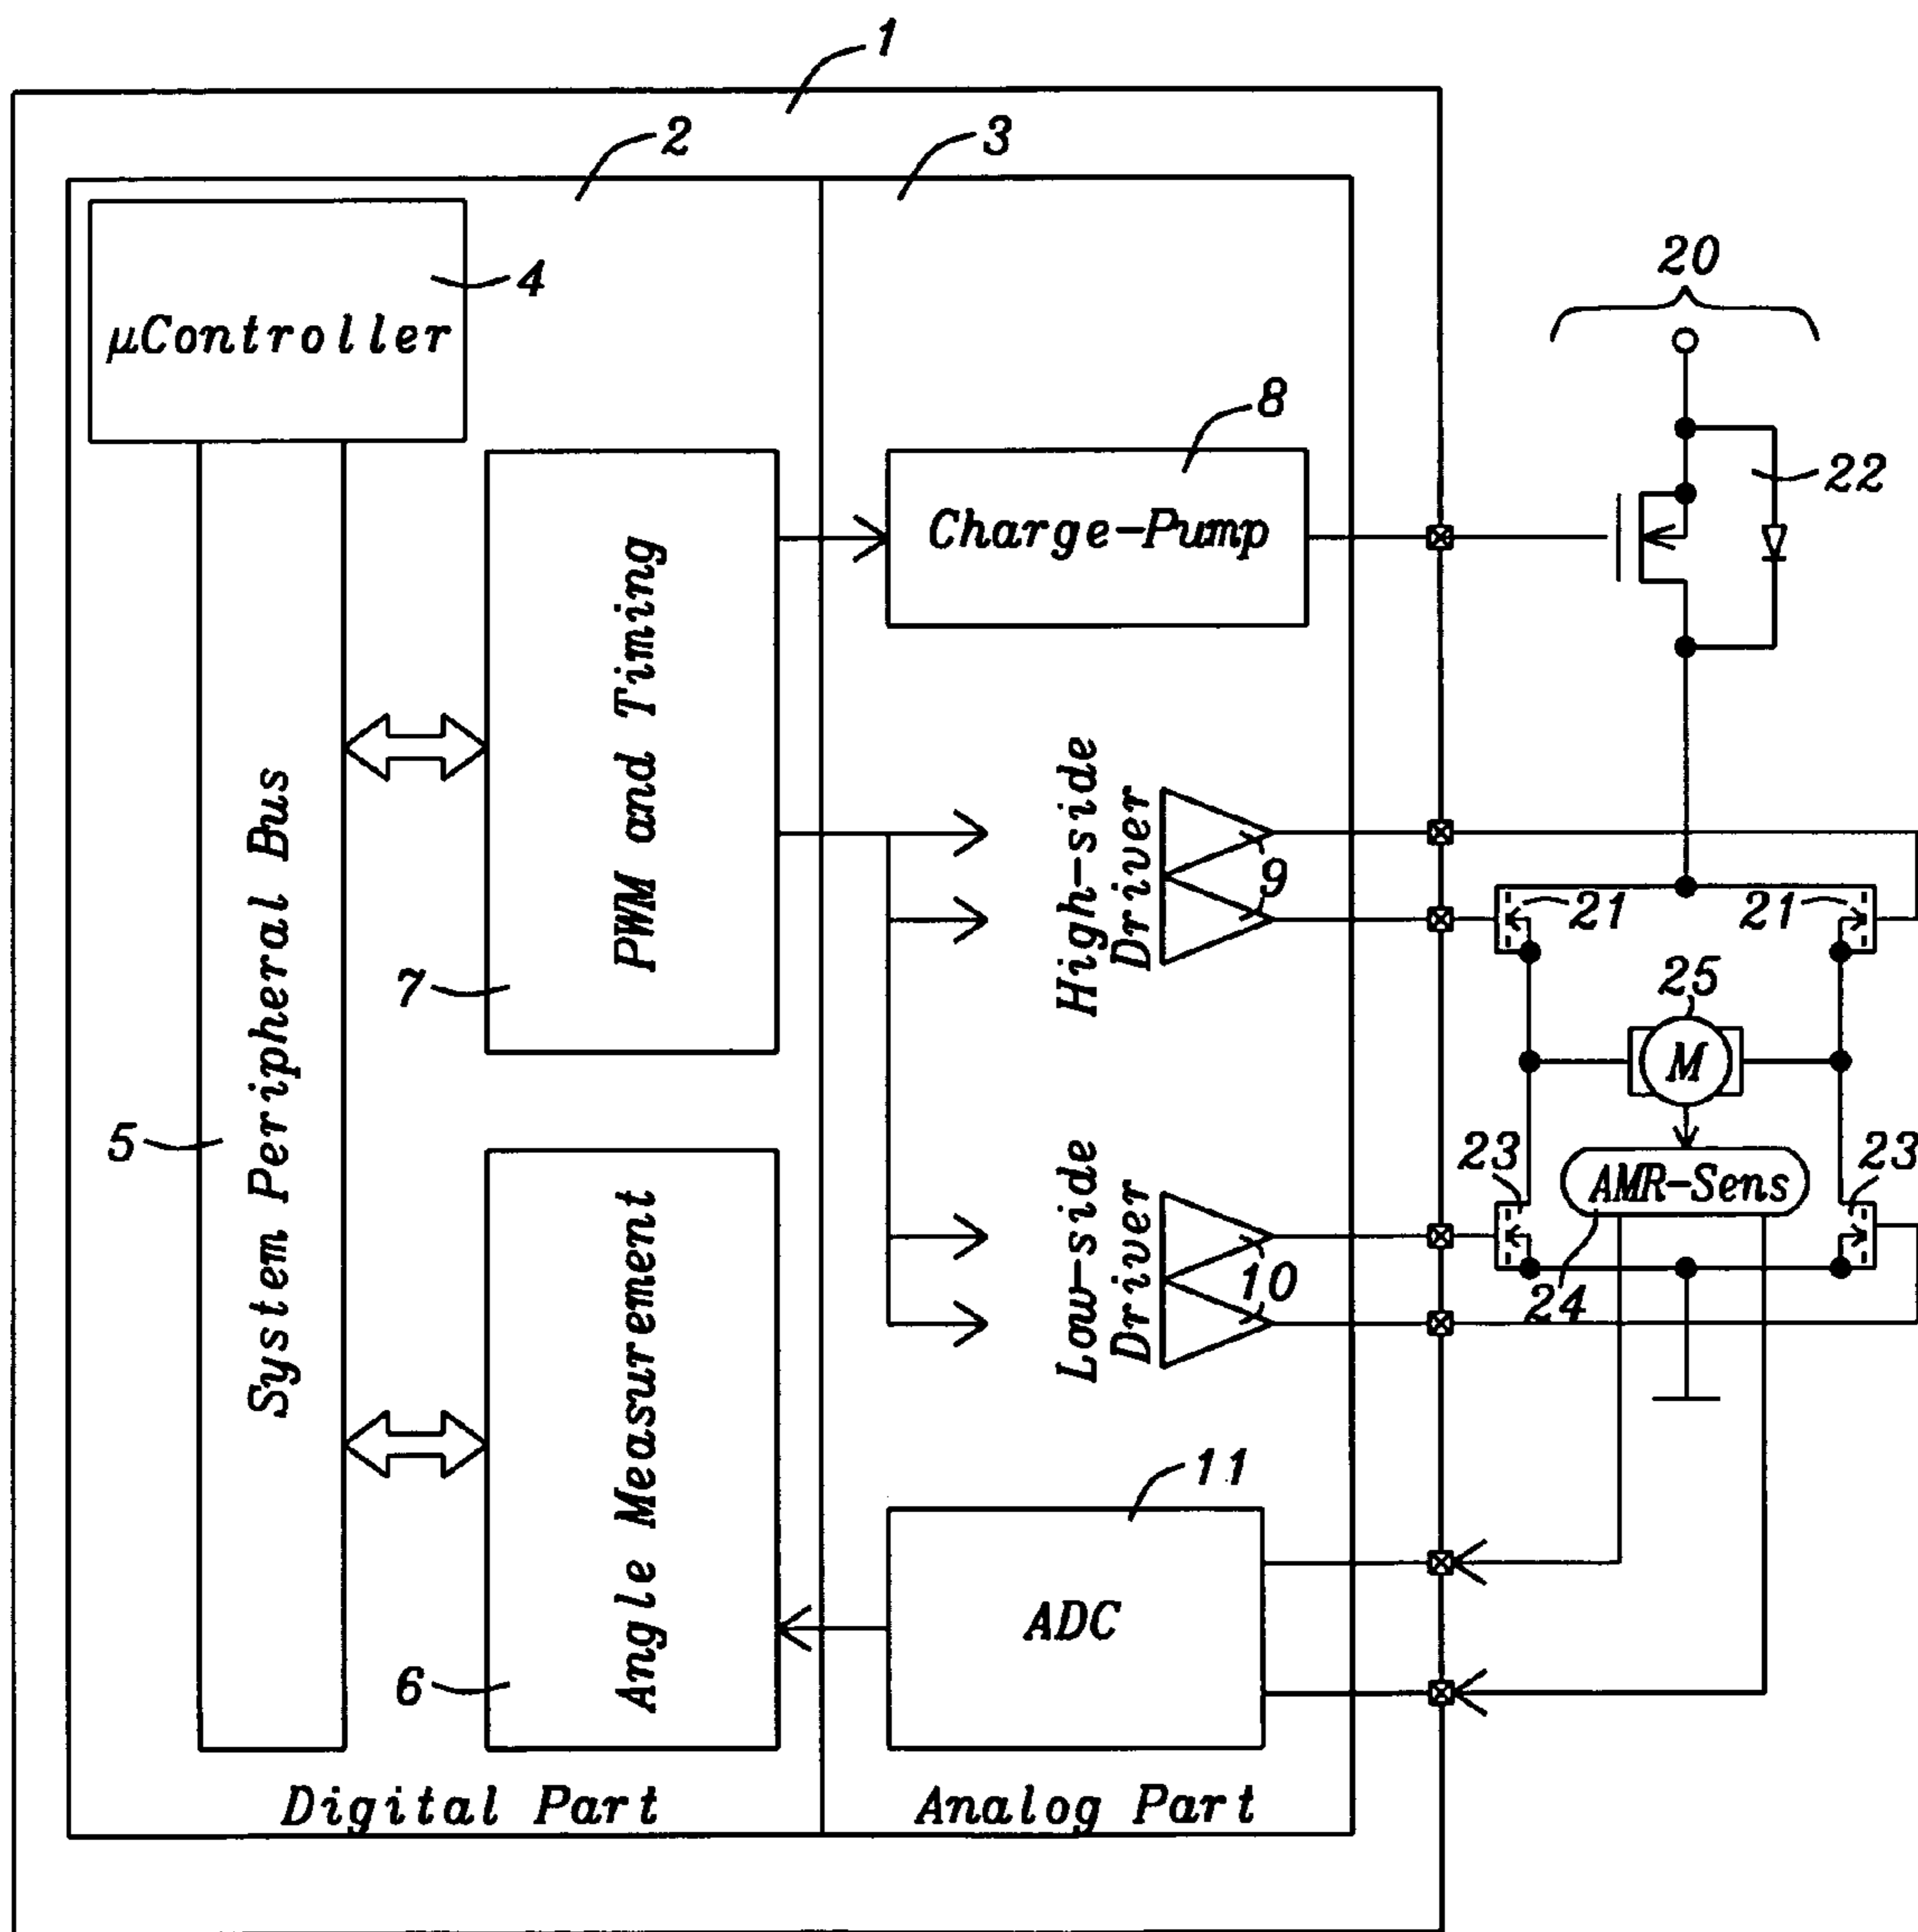 1
2
3
20
4
µController
8
22
Charge-Pump
PWM and Timing
7
High-side
Driver
9
21
21
25
M
System Peripheral Bus
5
23
23
AMR-Sens
24
Low-side
Driver
10
Angle Measurement
6
11
ADC
Digital Part
Analog Part